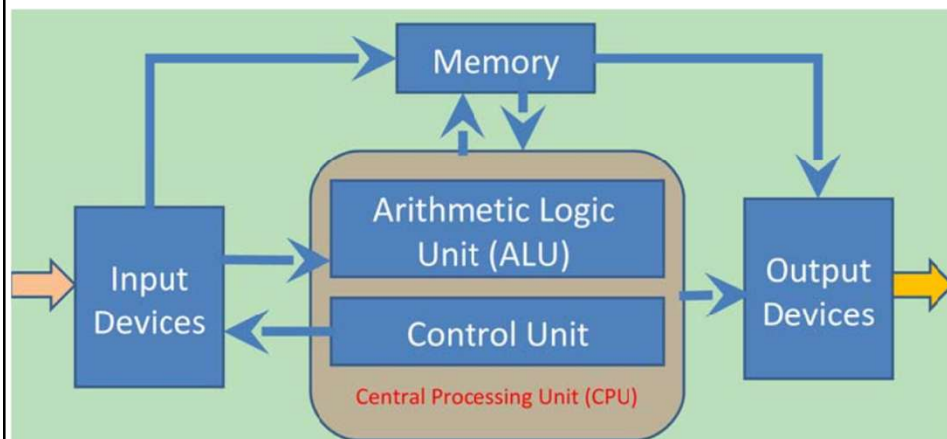 Memory
Arithmetic Logic
Unit (ALU)
Input
Devices
Control Unit
Output
Devices
Central Processing Unit (CPU)